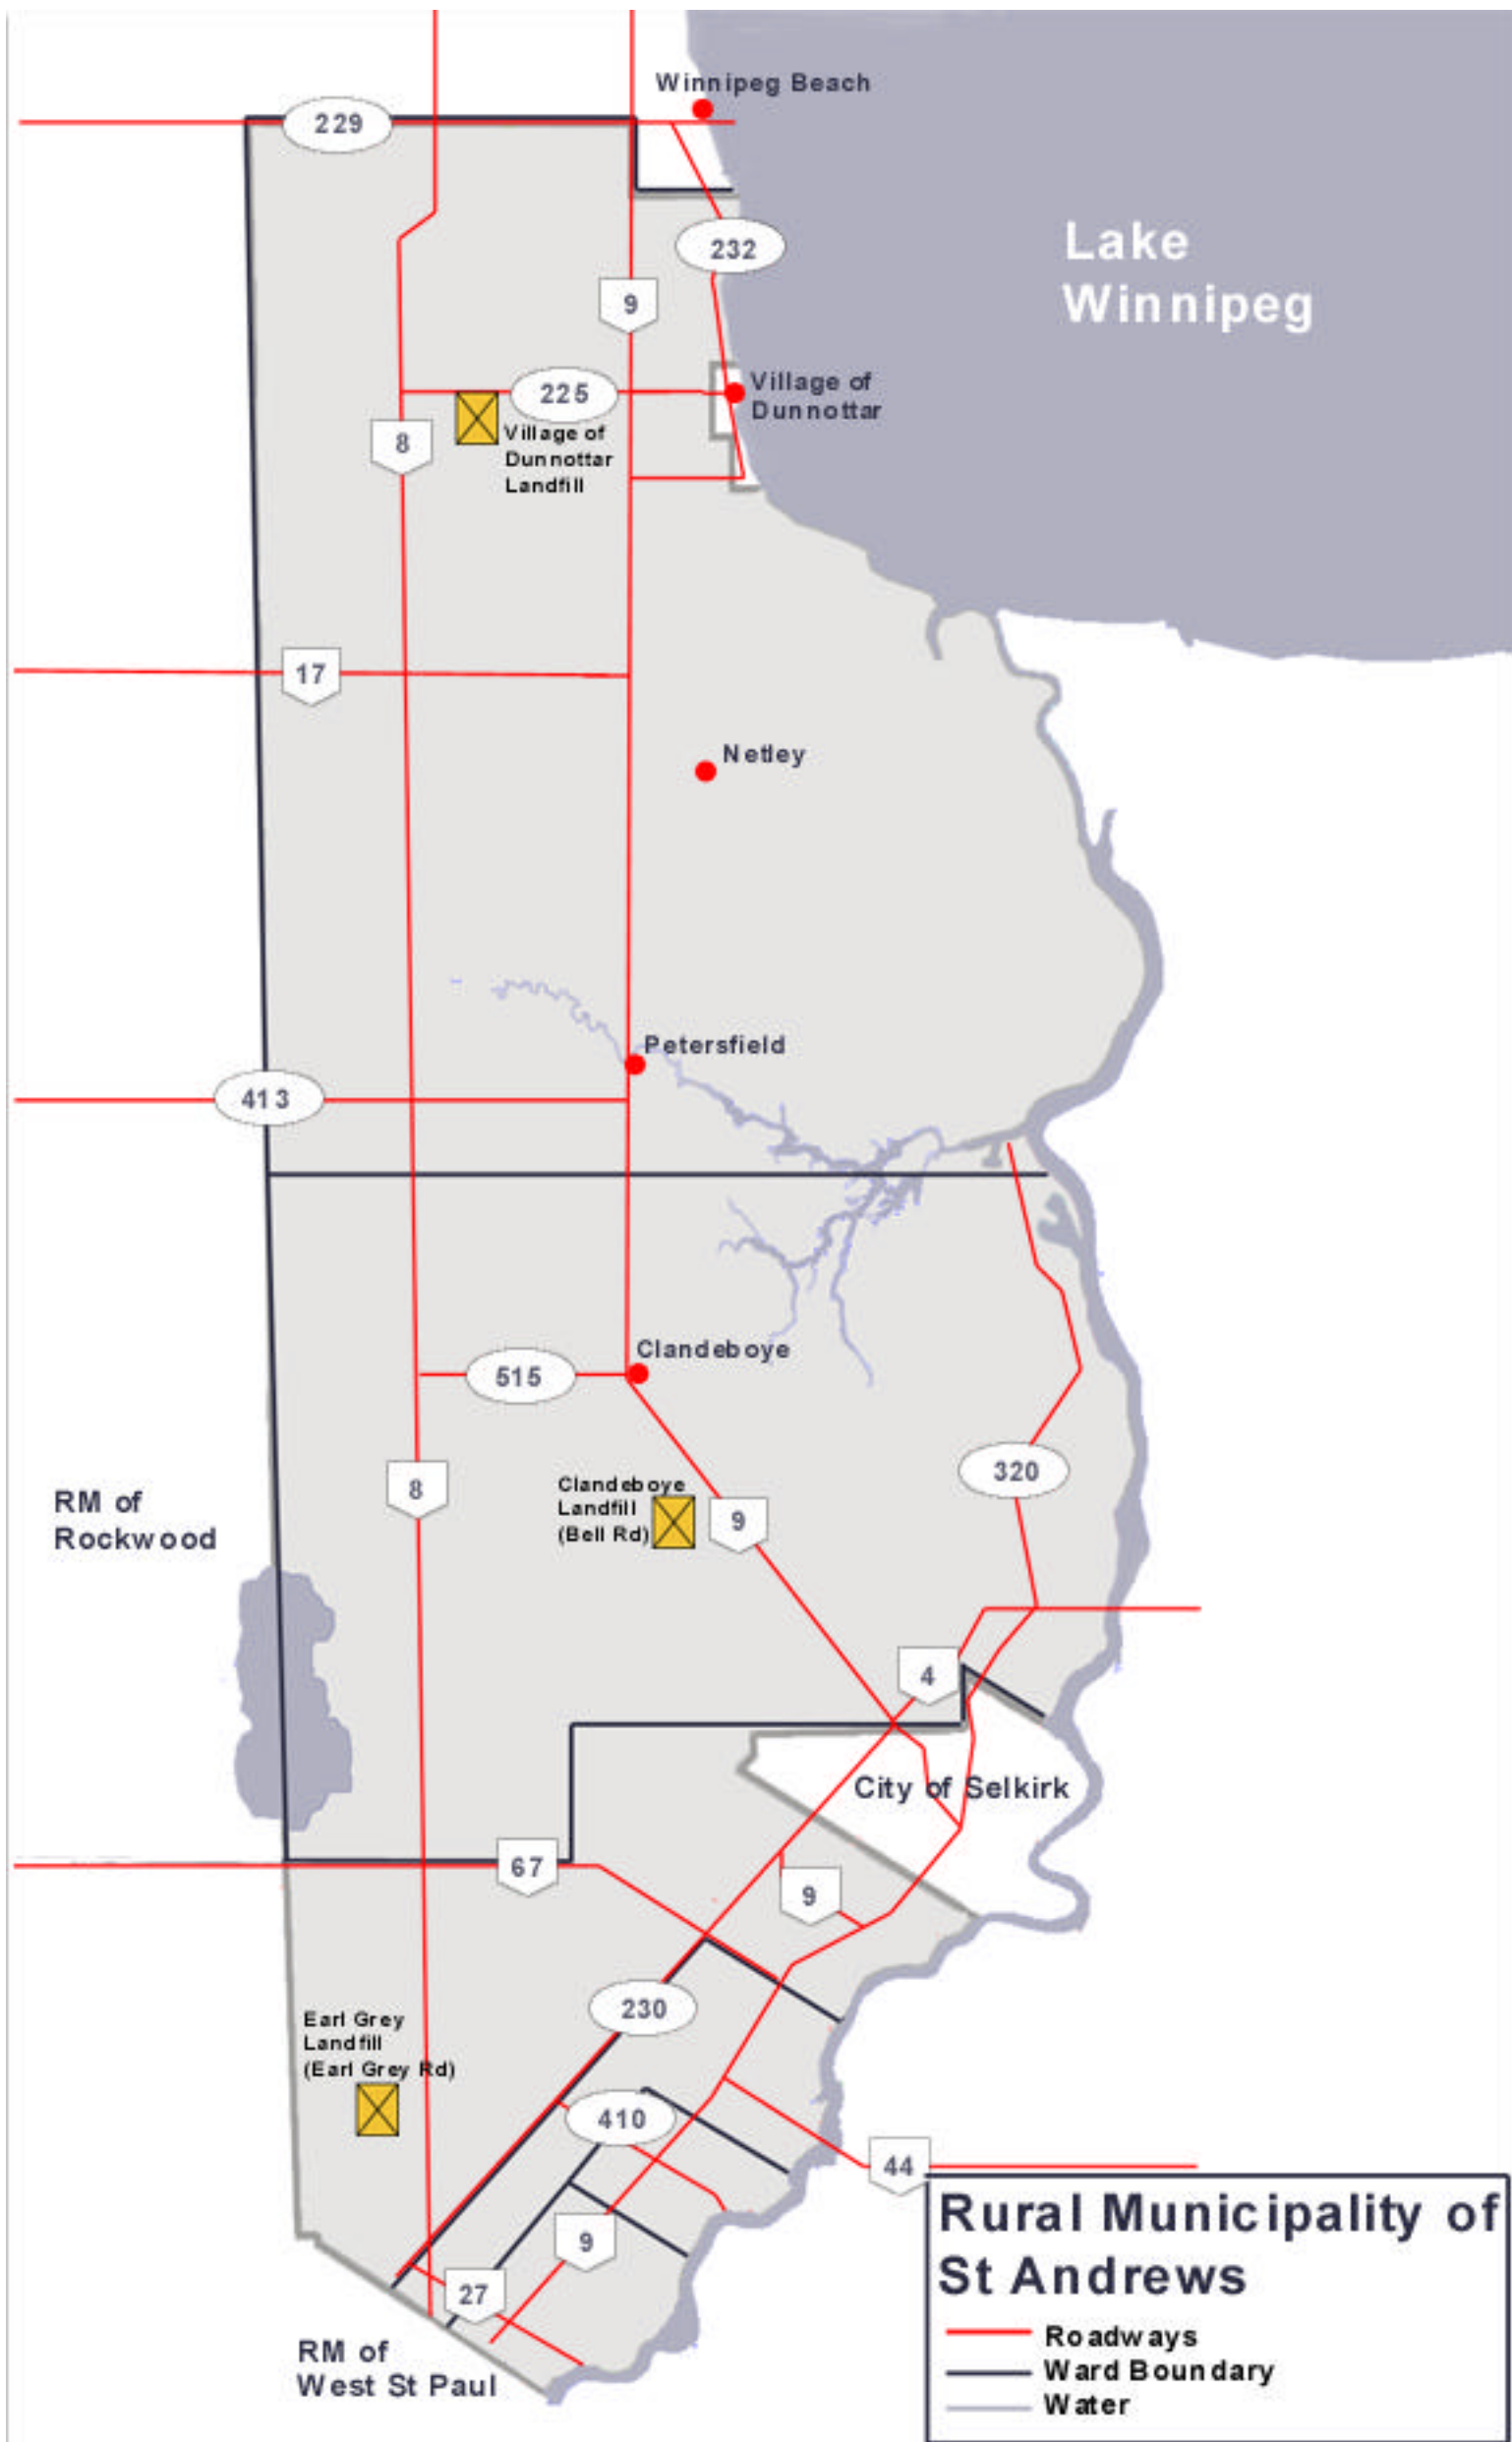 Winnipeg Beach
229
Lake
Winnipeg
232
9
Village of
Dunnottar
225
8
Village of
Dunnottar
Landfill
17
Netley
Petersfield
413
Clandeboye
515
320
Clandeboye
Landfill
(Bell Rd)
9
8
RM of
Rockwood
4
City of Selkirk
67
9
230
Earl Grey
Landfill
(Earl Grey Rd)
410
44
9
27
RM of
West St Paul
Rural Municipality of
St Andrews
Roadways
Ward Boundary
Water